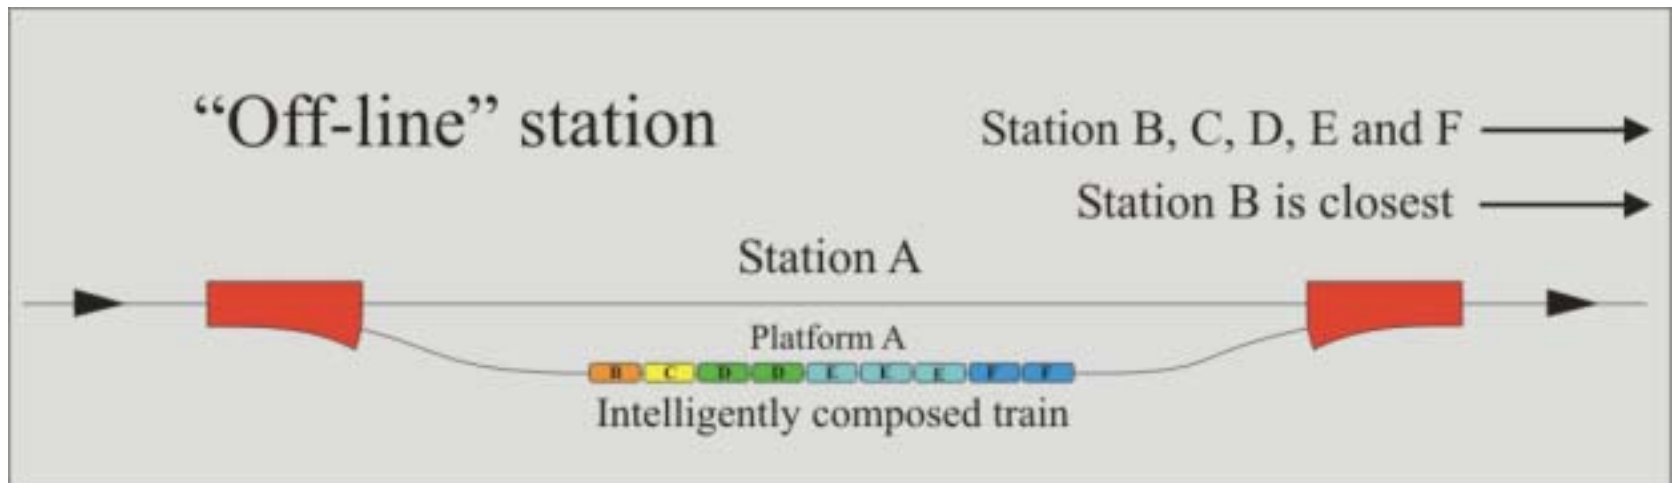 “Off-line” station
Station B, C, D, E and F
Station B is closest
Station A
Platform A
B C D D E E E F F
Intelligently composed train